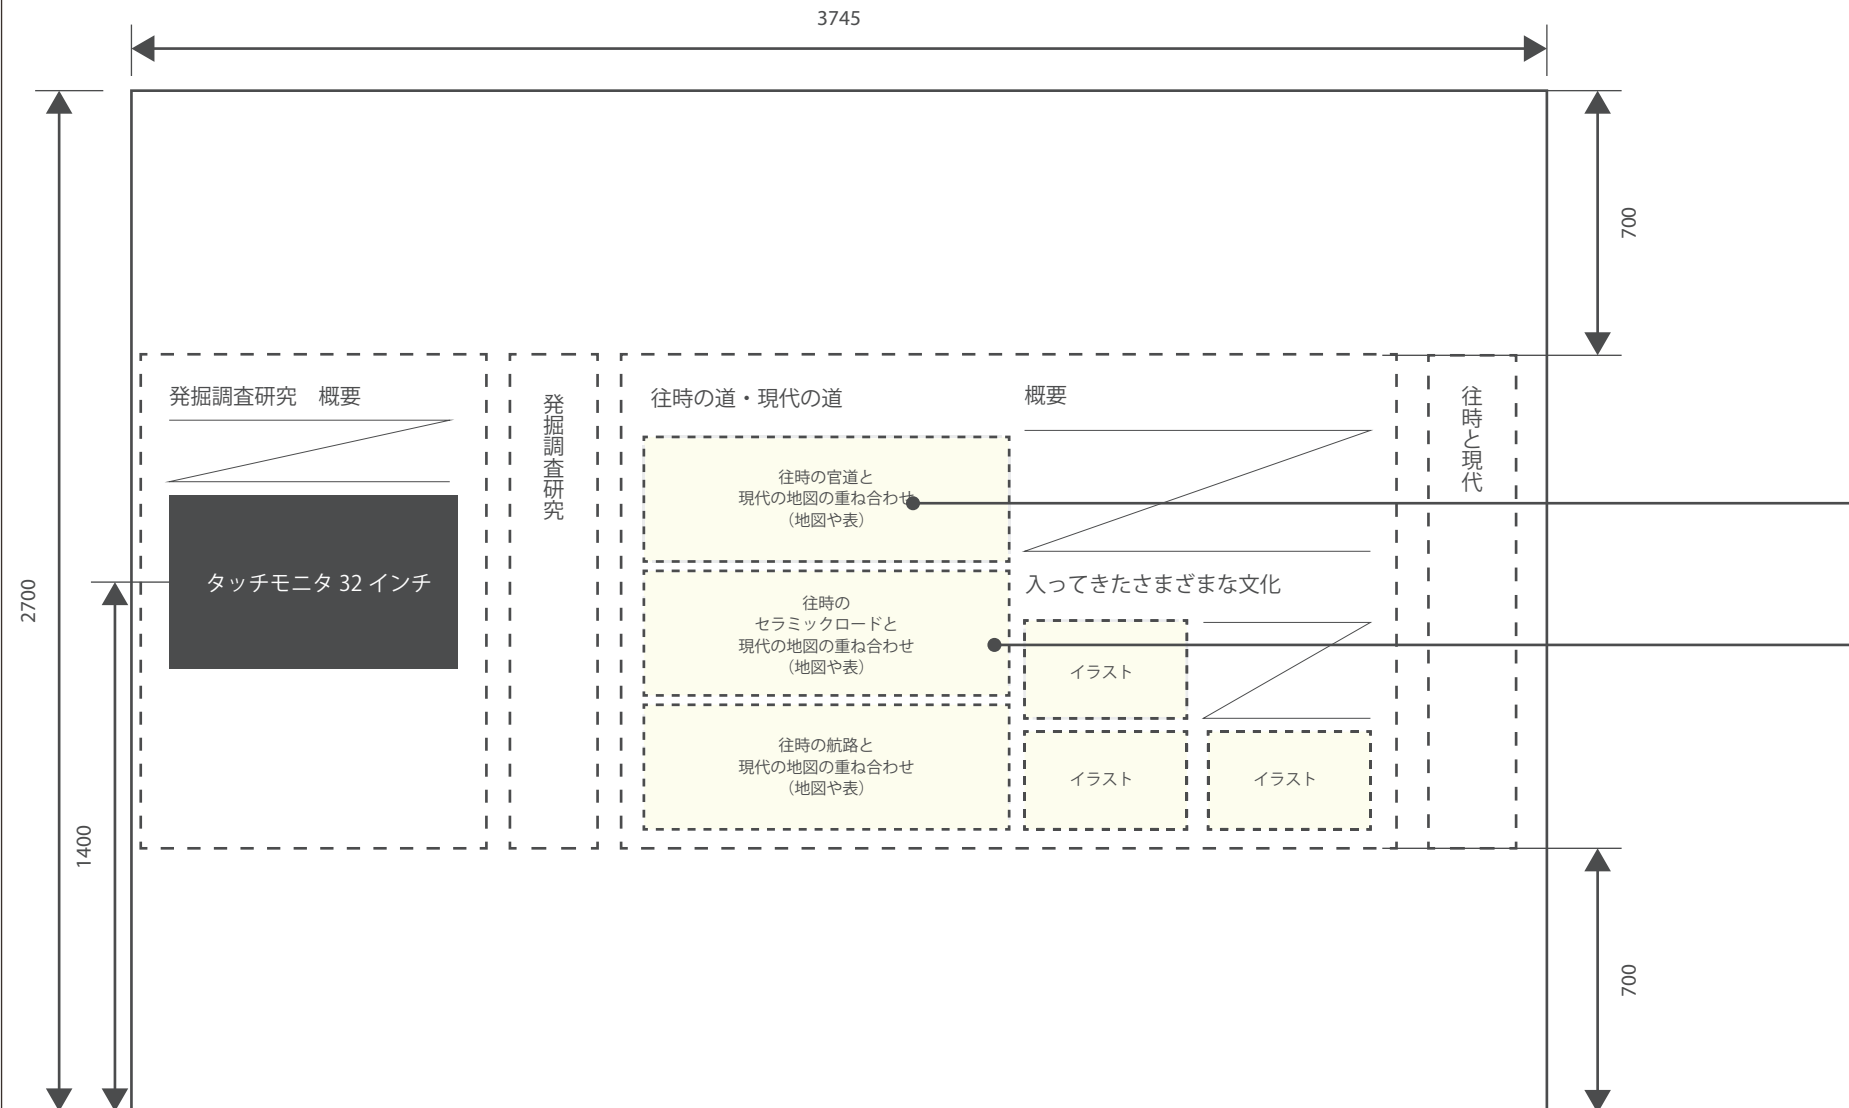 3745
2700
1400
700
700
発掘調査研究　概要
タッチモニタ 32 インチ
発掘調査研究
往時の道・現代の道
往時の官道と
現代の地図の重ね合わせ
（地図や表）
往時の
セラミックロードと
現代の地図の重ね合わせ
（地図や表）
往時の航路と
現代の地図の重ね合わせ
（地図や表）
概要
入ってきたさまざまな文化
イラスト
イラスト
イラスト
往時と現代